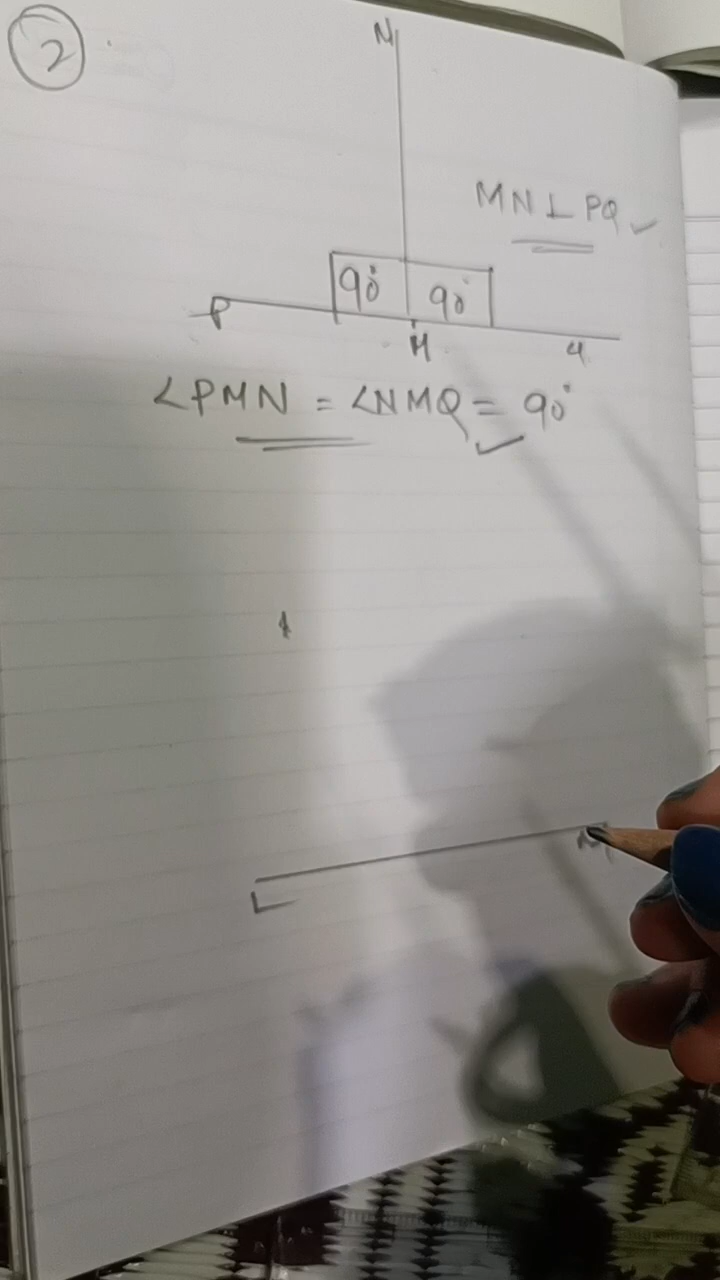 2
N
MN ⊥ PQ
90° 90°
P
M
∠PMN = ∠NMQ = 90°
L